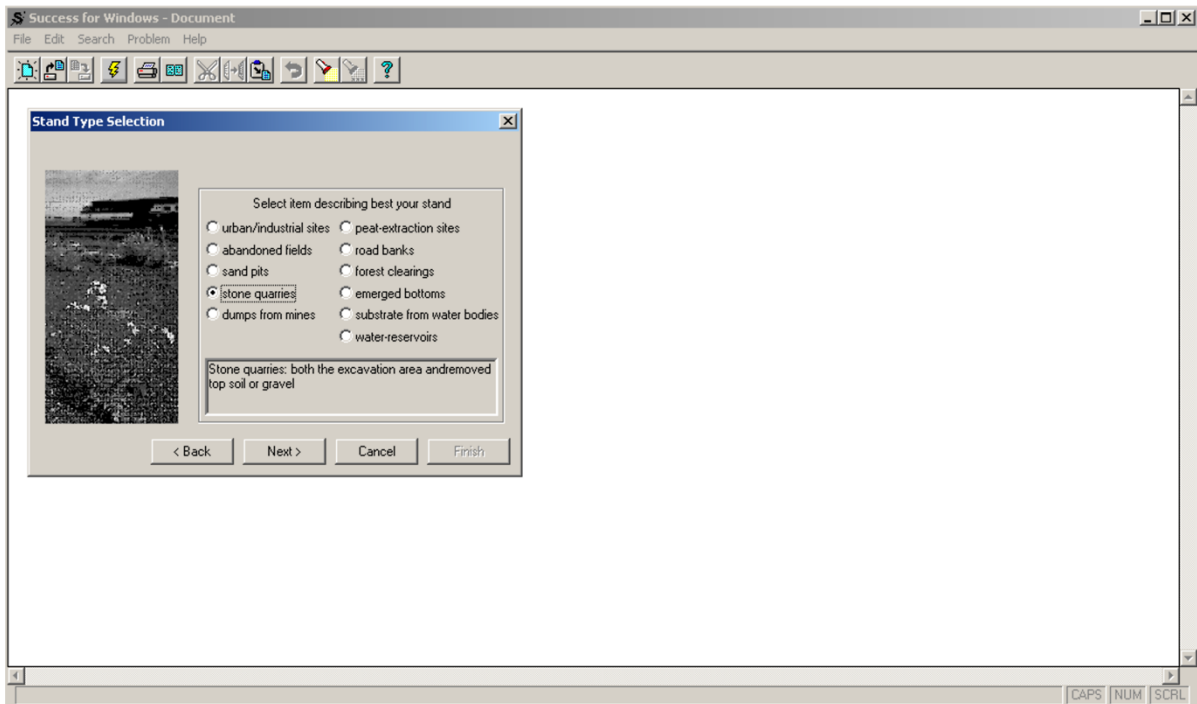 Success for Windows - Document
File Edit Search Problem Help
Stand Type Selection
Select item describing best your stand
urban/industrial sites peat-extraction sites
abandoned fields road banks
sand pits forest clearings
stone quarries emerged bottoms
dumps from mines substrate from water bodies
water-reservoirs
Stone quarries: both the excavation area andremoved
top soil or gravel
< Back Next > Cancel Finish
CAPS NUM SCRL